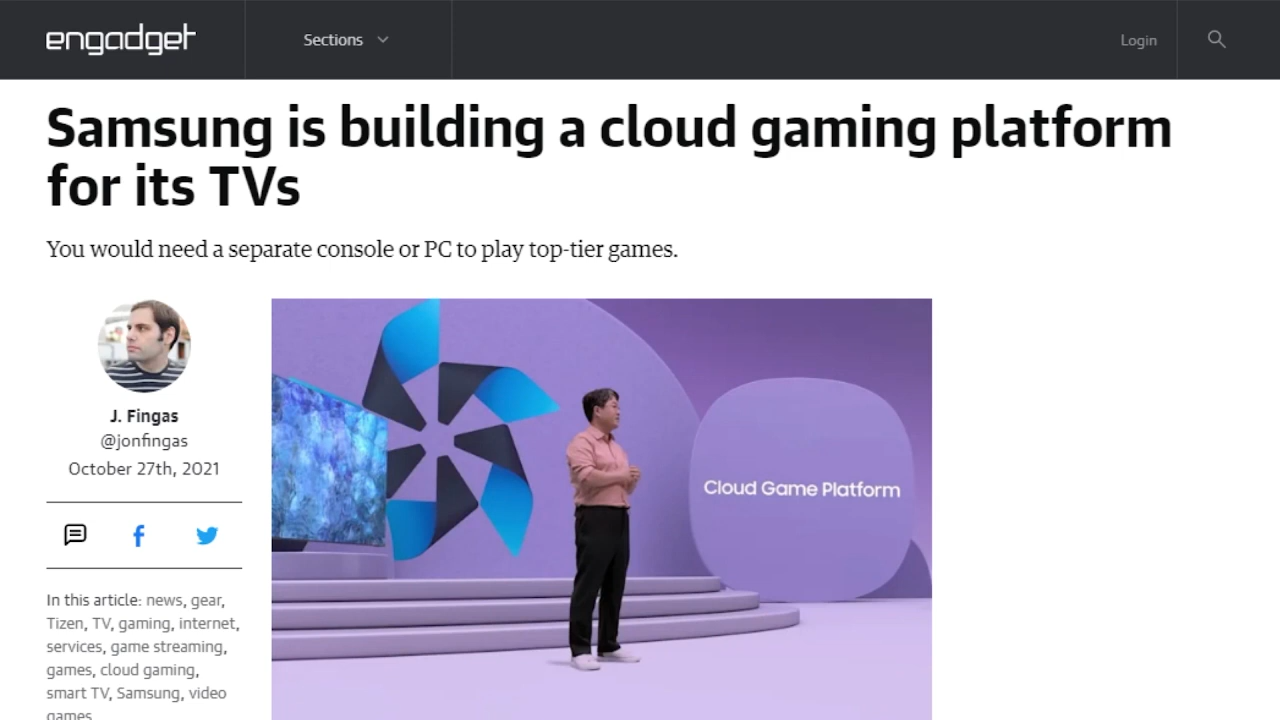 engadget
Sections
Login
Samsung is building a cloud gaming platform
for its TVs
You would need a separate console or PC to play top-tier games.
J. Fingas
@jonfingas
October 27th, 2021
In this article: news, gear,
Tizen, TV, gaming, internet,
services, game streaming,
games, cloud gaming,
smart TV, Samsung, video
games
Cloud Game Platform